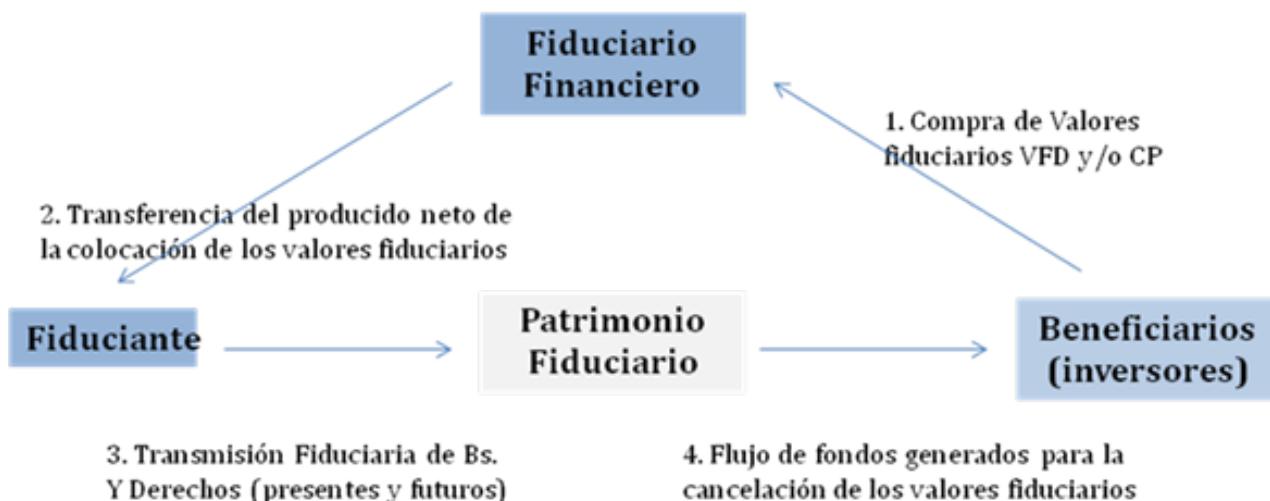 Fiduciario
Financiero
1. Compra de Valores
fiduciarios VFD y/o CP
2. Transferencia del producido neto de
la colocación de los valores fiduciarios
Fiduciante
Patrimonio
Fiduciario
Beneficiarios
(inversores)
3. Transmisión Fiduciaria de Bs.
Y Derechos (presentes y futuros)
4. Flujo de fondos generados para la
cancelación de los valores fiduciarios